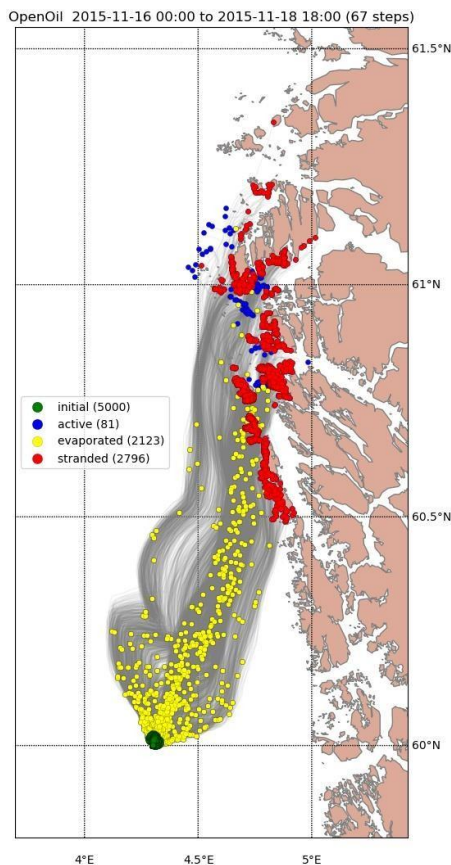 OpenOil 2015-11-16 00:00 to 2015-11-18 18:00 (67 steps)
61.5°N
61°N
initial (5000)
active (81)
evaporated (2123)
stranded (2796)
60.5°N
60°N
4°E 4.5°E 5°E